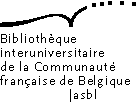 Bibliothèque
interuniversitaire
de la Communauté
française de Belgique
|asbl